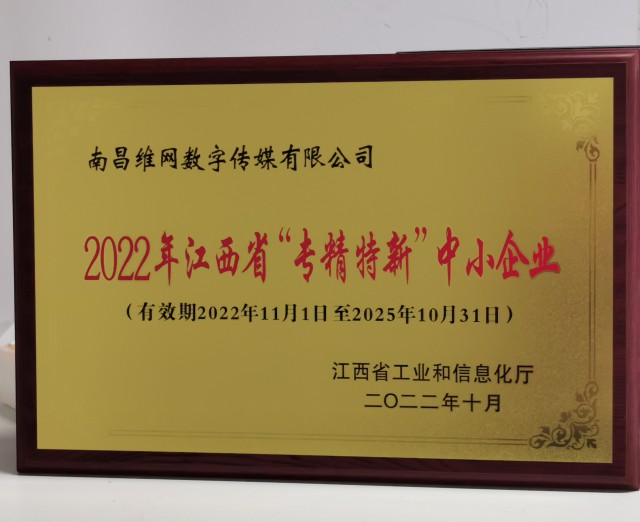 南昌维网数字传媒有限公司
2022年江西省“专精特新”中小企业
（有效期2022年11月1日至2025年10月31日）
江西省工业和信息化厅
二〇二二年十月